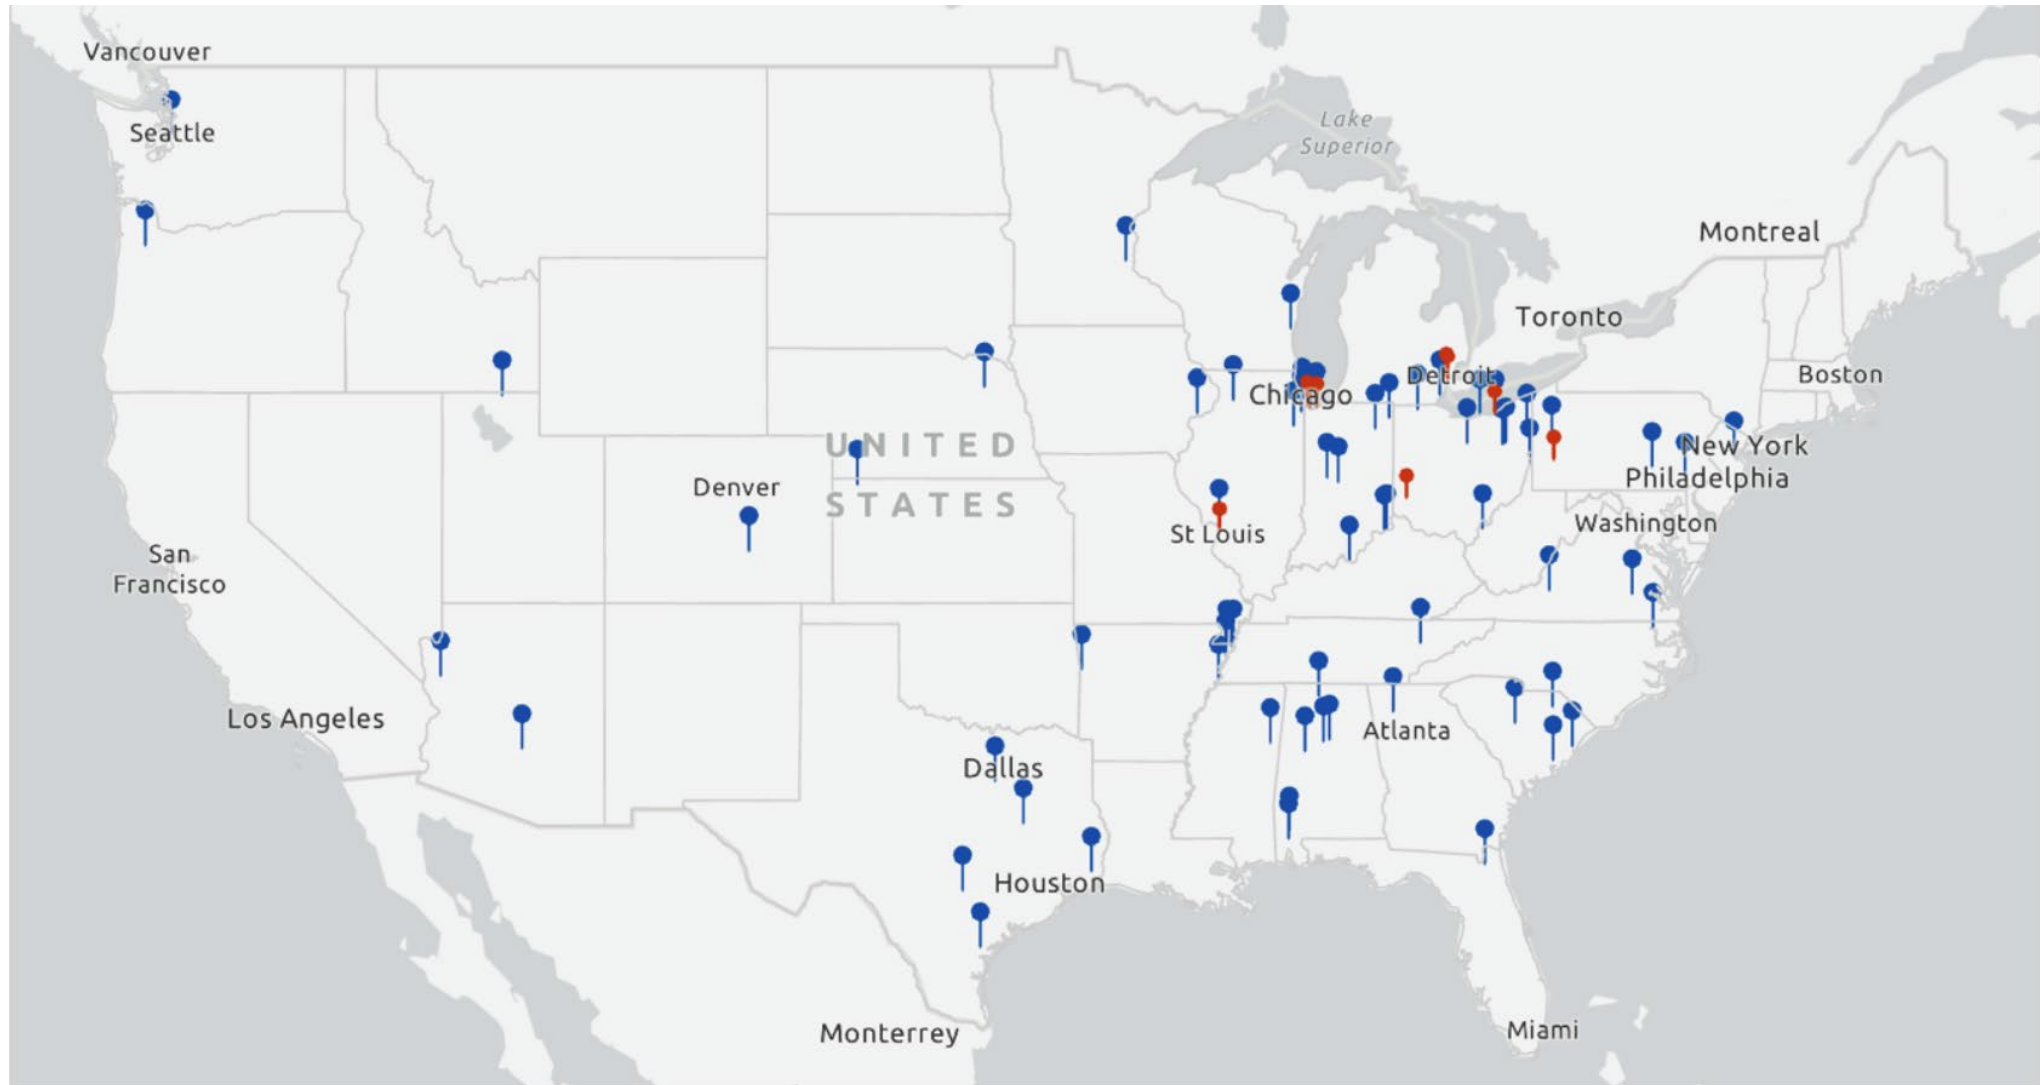 Vancouver
Seattle
Lake
Superior
Montreal
Toronto
Detroit
Boston
Chicago
UNITED
New York
Philadelphia
Denver
STATES
Washington
St Louis
San
Francisco
Los Angeles
Atlanta
Dallas
Houston
Monterrey
Miami